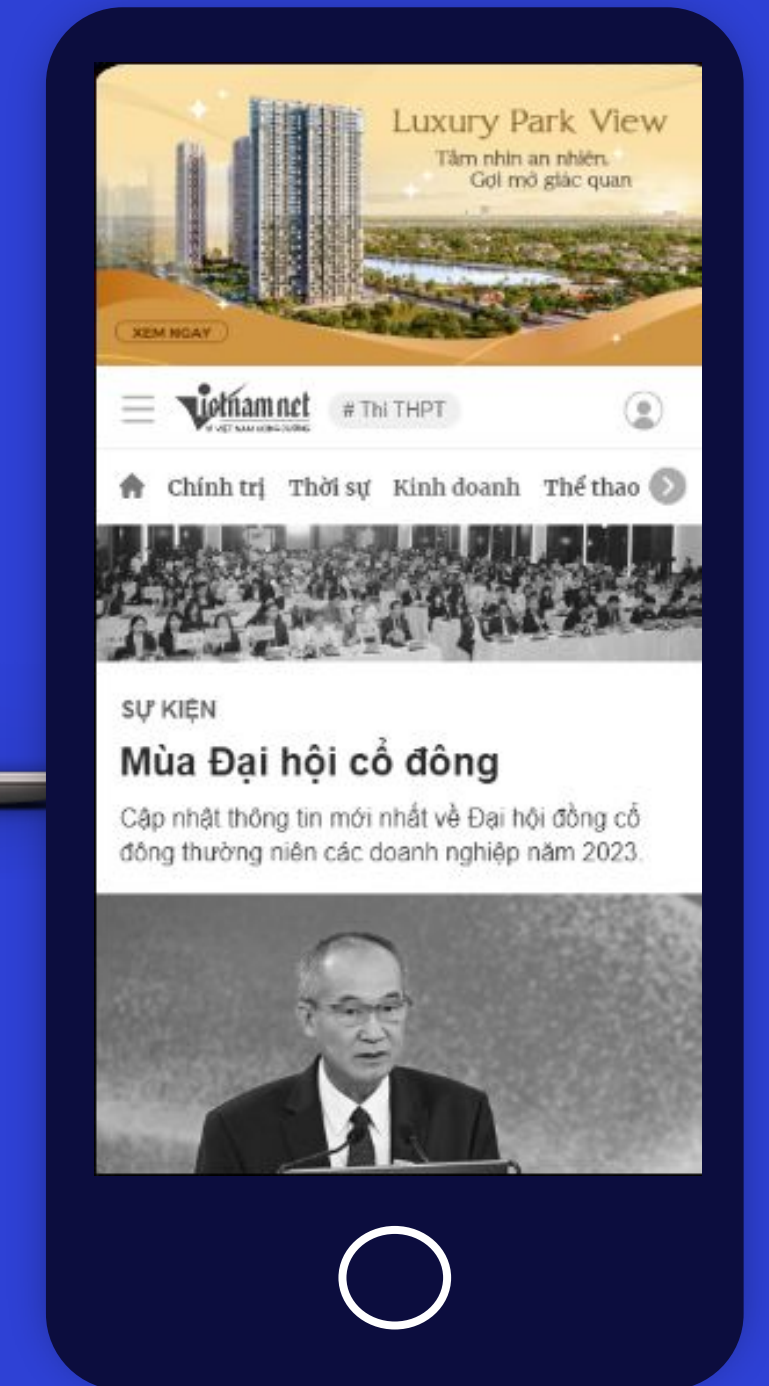 Luxury Park View
Tầm nhìn an nhiên.
Gợi mở giác quan
XEM NGAY
Vietnamnet
# Thi THPT
Chính trị Thời sự Kinh doanh Thể thao
SỰ KIỆN
Mùa Đại hội cổ đông
Cập nhật thông tin mới nhất về Đại hội đồng cổ
đông thường niên các doanh nghiệp năm 2023.